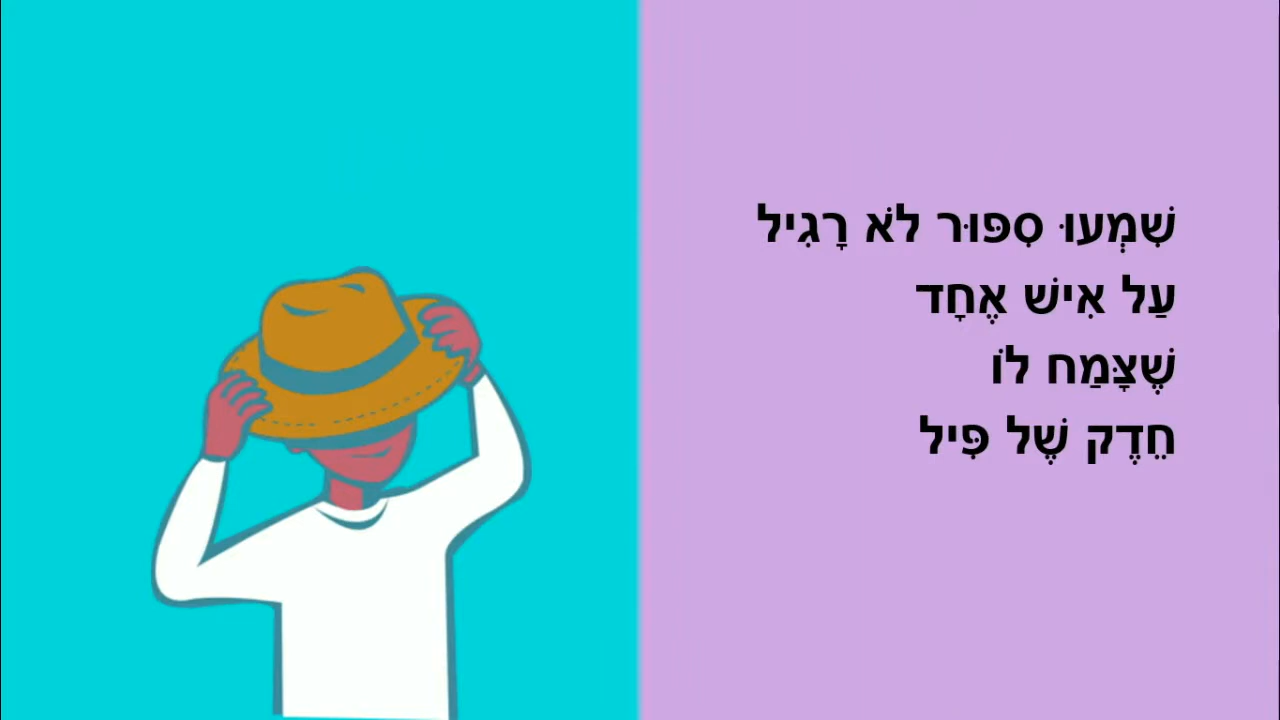 שִׁמְעוּ סִפּוּר לֹא רָגִיל
עַל אִישׁ אֶחָד
שֶׁצָּמַח לוֹ
חֵדֶק שֶׁל פִּיל